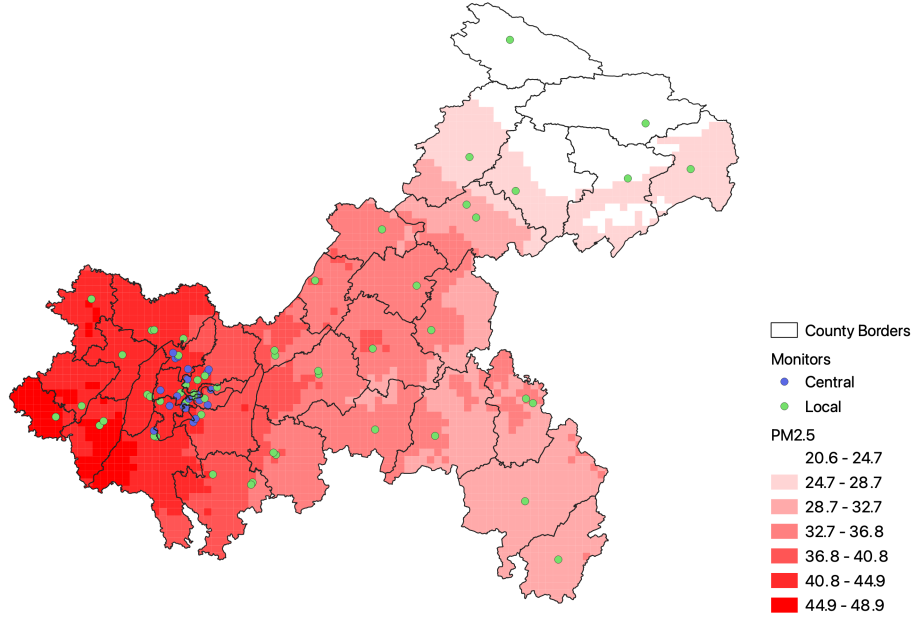 County Borders
Monitors
Central
Local
PM2.5
20.6 - 24.7
24.7 - 28.7
28.7 - 32.7
32.7 - 36.8
36.8 - 40.8
40.8 - 44.9
44.9 - 48.9